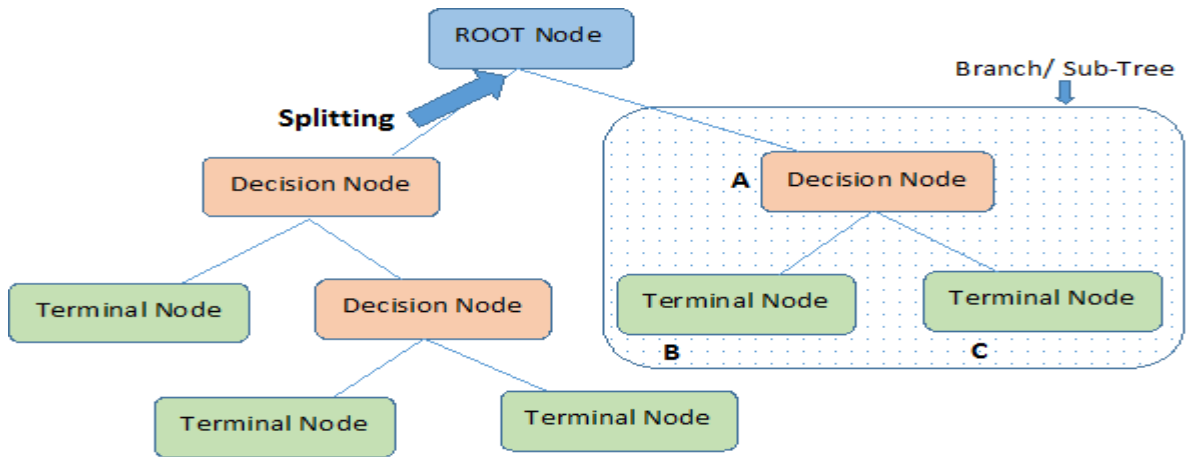 ROOT Node
Branch/ Sub-Tree
Splitting
Decision Node
A
Decision Node
Terminal Node
Decision Node
Terminal Node
Terminal Node
B
C
Terminal Node
Terminal Node